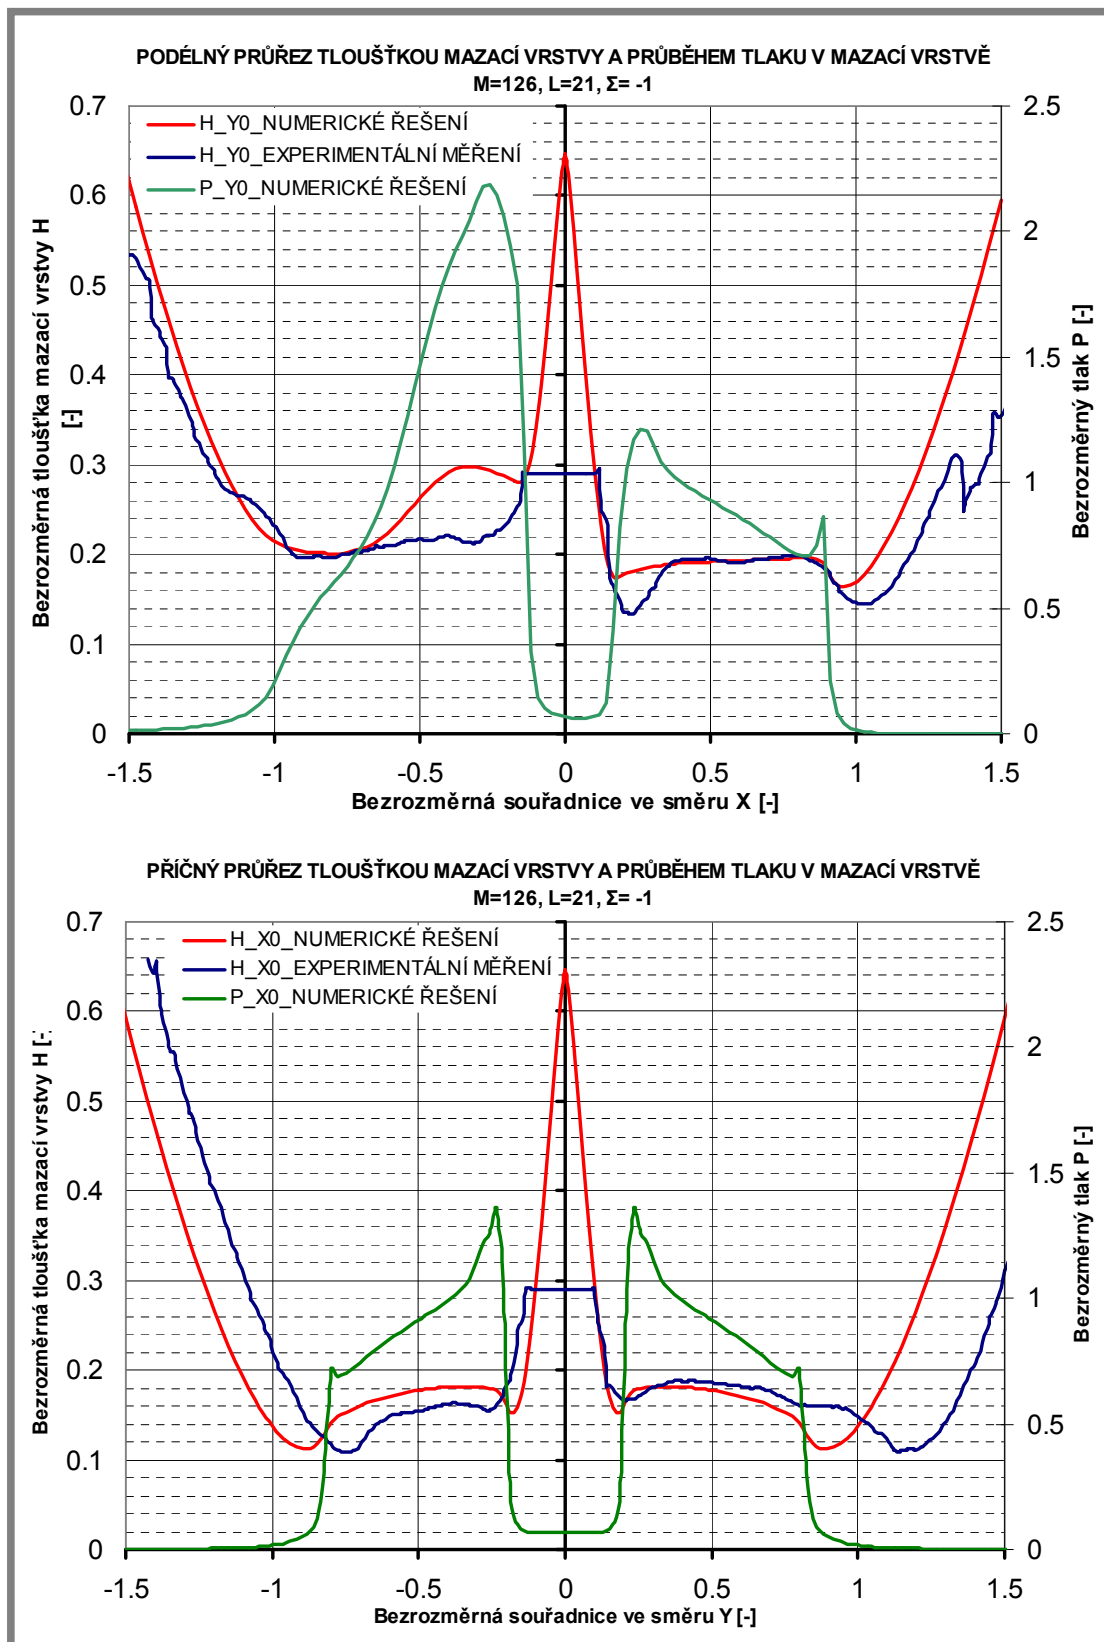 PODÉLNÝ PRŮŘEZ TLOUŠŤKOU MAZACÍ VRSTVY A PRŮBĚHEM TLAKU V MAZACÍ VRSTVĚ
M=126, L=21, Σ= -1
H_Y0_NUMERICKÉ ŘEŠENÍ
H_Y0_EXPERIMENTÁLNÍ MĚŘENÍ
P_Y0_NUMERICKÉ ŘEŠENÍ
0.7
0.6
0.5
0.4
0.3
0.2
0.1
0
Bezrozměrná tloušťka mazací vrstvy H
[-]
2.5
2
1.5
1
0.5
0
Bezrozměrný tlak P [-]
-1.5 -1 -0.5 0 0.5 1 1.5
Bezrozměrná souřadnice ve směru X [-]
PŘÍČNÝ PRŮŘEZ TLOUŠŤKOU MAZACÍ VRSTVY A PRŮBĚHEM TLAKU V MAZACÍ VRSTVĚ
M=126, L=21, Σ= -1
H_X0_NUMERICKÉ ŘEŠENÍ
H_X0_EXPERIMENTÁLNÍ MĚŘENÍ
P_X0_NUMERICKÉ ŘEŠENÍ
0.7
0.6
0.5
0.4
0.3
0.2
0.1
0
Bezrozměrná tloušťka mazací vrstvy H [-
2.5
2
1.5
1
0.5
0
Bezrozměrný tlak P [-]
-1.5 -1 -0.5 0 0.5 1 1.5
Bezrozměrná souřadnice ve směru Y [-]